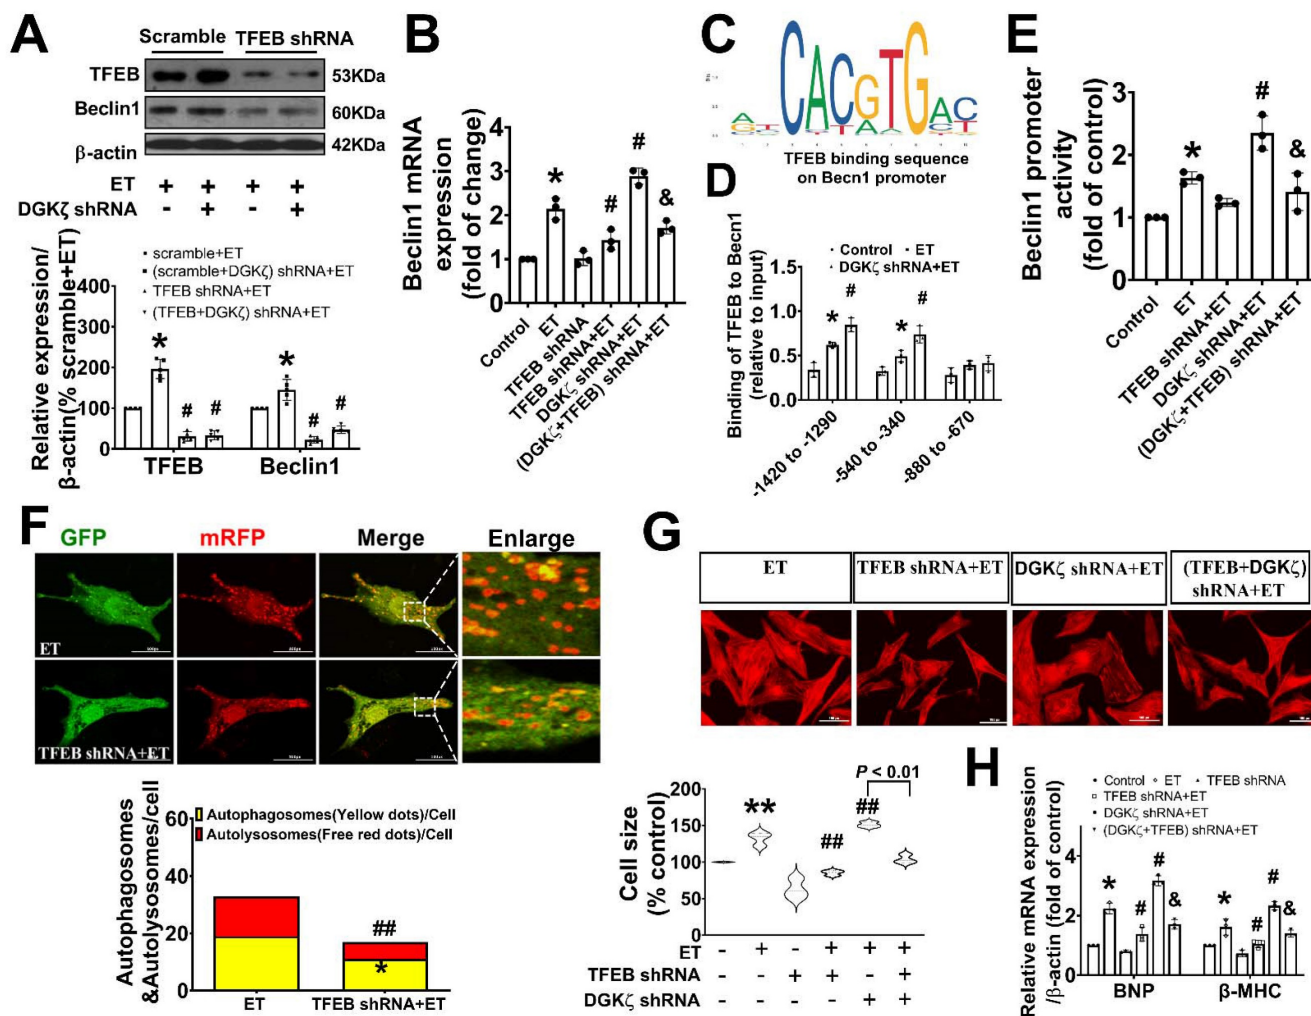 A
Scramble TFEB shRNA
TFEB 53KDa
Beclin1 60KDa
β-actin 42KDa
ET + + + +
DGKζ shRNA - + - +
Relative expression/
β-actin(% scramble+ET)
scramble+ET
(scramble+DGKζ) shRNA+ET
TFEB shRNA+ET
(TFEB+DGKζ) shRNA+ET
400
300
200
100
0
* # # * # #
TFEB Beclin1
B
Beclin1 mRNA
expression
(fold of change)
4
3
2
1
0
* # # &
Control
ET
TFEB shRNA
TFEB shRNA+ET
DGKζ shRNA+ET
(DGKζ+TFEB) shRNA+ET
C
CACGTGAC
TFEB binding sequence
on Becn1 promoter
D
Binding of TFEB to Becn1
(relative to input)
Control ET
DGKζ shRNA+ET
1.5
1.0
0.5
0.0
* # * #
-1420 to -1290
-540 to -340
-880 to -670
E
Beclin1 promoter
activity
(fold of control)
3
2
1
0
* # &
Control
ET
TFEB shRNA+ET
DGKζ shRNA+ET
(DGKζ+TFEB) shRNA+ET
F
GFP mRFP Merge Enlarge
ET
TFEB shRNA+ET
Autophagosomes
&Autolysosomes/cell
Autophagosomes(Yellow dots)/Cell
Autolysosomes(Free red dots)/Cell
60
40
20
0
## *
ET TFEB shRNA+ET
G
ET TFEB shRNA+ET DGKζ shRNA+ET (TFEB+DGKζ)
shRNA+ET
Cell size
(% control)
200
150
100
50
0
** ## ##
P < 0.01
ET - + - + + +
TFEB shRNA - - + + - +
DGKζ shRNA - - - - + +
H
Relative mRNA expression
/β-actin (fold of control)
Control ET TFEB shRNA
TFEB shRNA+ET
DGKζ shRNA+ET
(DGKζ+TFEB) shRNA+ET
4
2
0
* # # & * # # &
BNP β-MHC